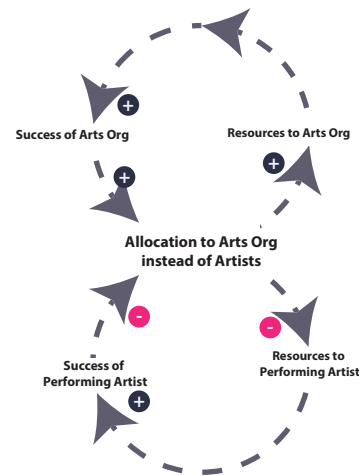 +
Success of Arts Org
Resources to Arts Org
+
+
Allocation to Arts Org
instead of Artists
-
-
Success of
Performing Artist
Resources to
Performing Artist
+